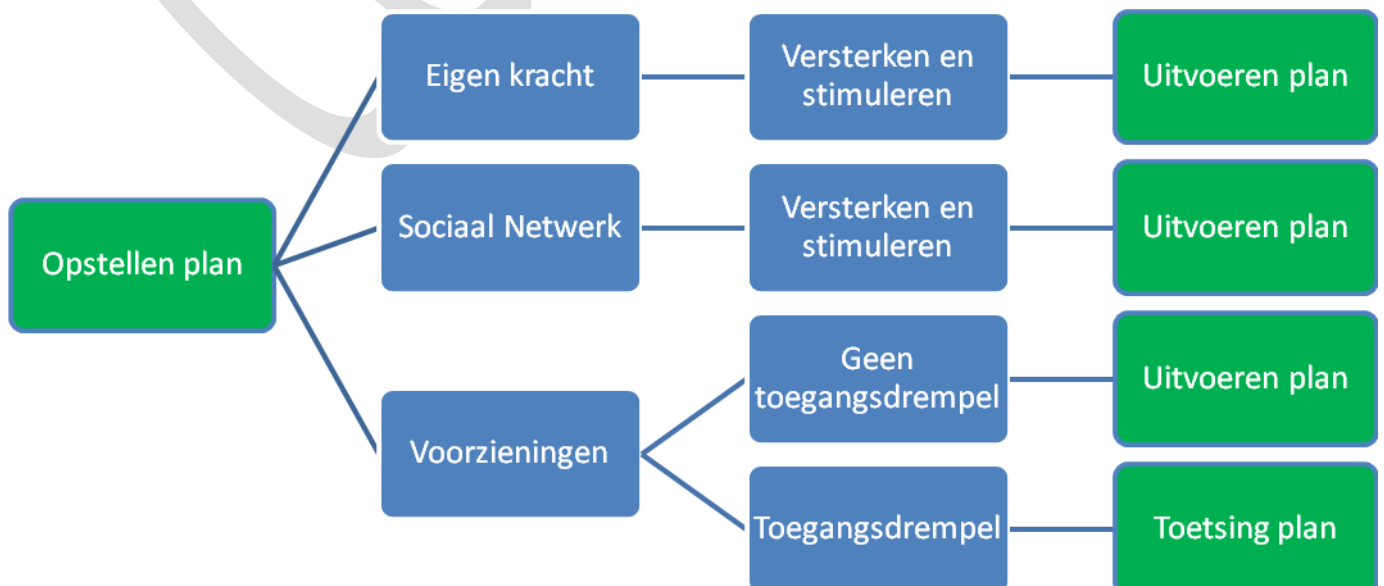 Eigen kracht
Versterken en
stimuleren
Uitvoeren plan
Sociaal Netwerk
Versterken en
stimuleren
Uitvoeren plan
Opstellen plan
Voorzieningen
Geen
toegangsdrempel
Uitvoeren plan
Toegangsdrempel
Toetsing plan